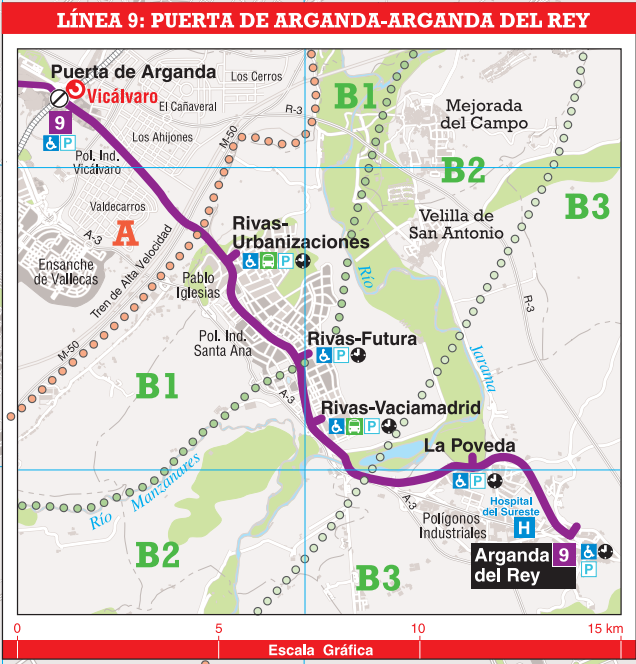 LÍNEA 9: PUERTA DE ARGANDA-ARGANDA DEL REY
Puerta de Arganda
Vicálvaro
9
P
Los Cerros
El Cañaveral
R-3
B1
Mejorada
del Campo
Los Ahijones
M-50
Pol. Ind.
Vicálvaro
B2
Valdecarros
A
A-3
B3
Velilla de
San Antonio
Rivas-
Urbanizaciones
P
Ensanche
de Vallecas
Tren de Alta Velocidad
Pablo
Iglesias
Río
R-3
Pol. Ind.
Santa Ana
Rivas-Futura
P
M-50
Jarama
B1
A-3
Rivas-Vaciamadrid
P
La Poveda
P
Río Manzanares
A-3
Hospital
del Sureste
H
Polígonos
Industriales
B2
B3
Arganda
del Rey
9
P
0 5 10 15 km
Escala Gráfica